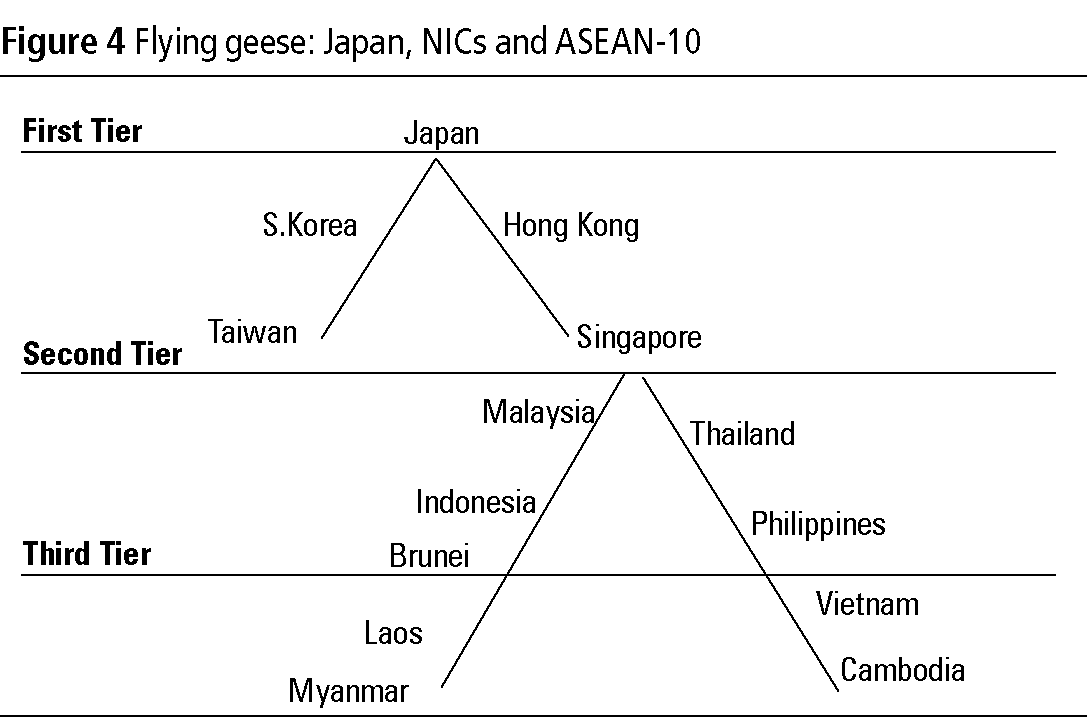 Figure 4 Flying geese: Japan, NICs and ASEAN-10
First Tier
Japan
S.Korea
Hong Kong
Taiwan
Singapore
Second Tier
Malaysia
Thailand
Indonesia
Philippines
Third Tier
Brunei
Vietnam
Laos
Cambodia
Myanmar